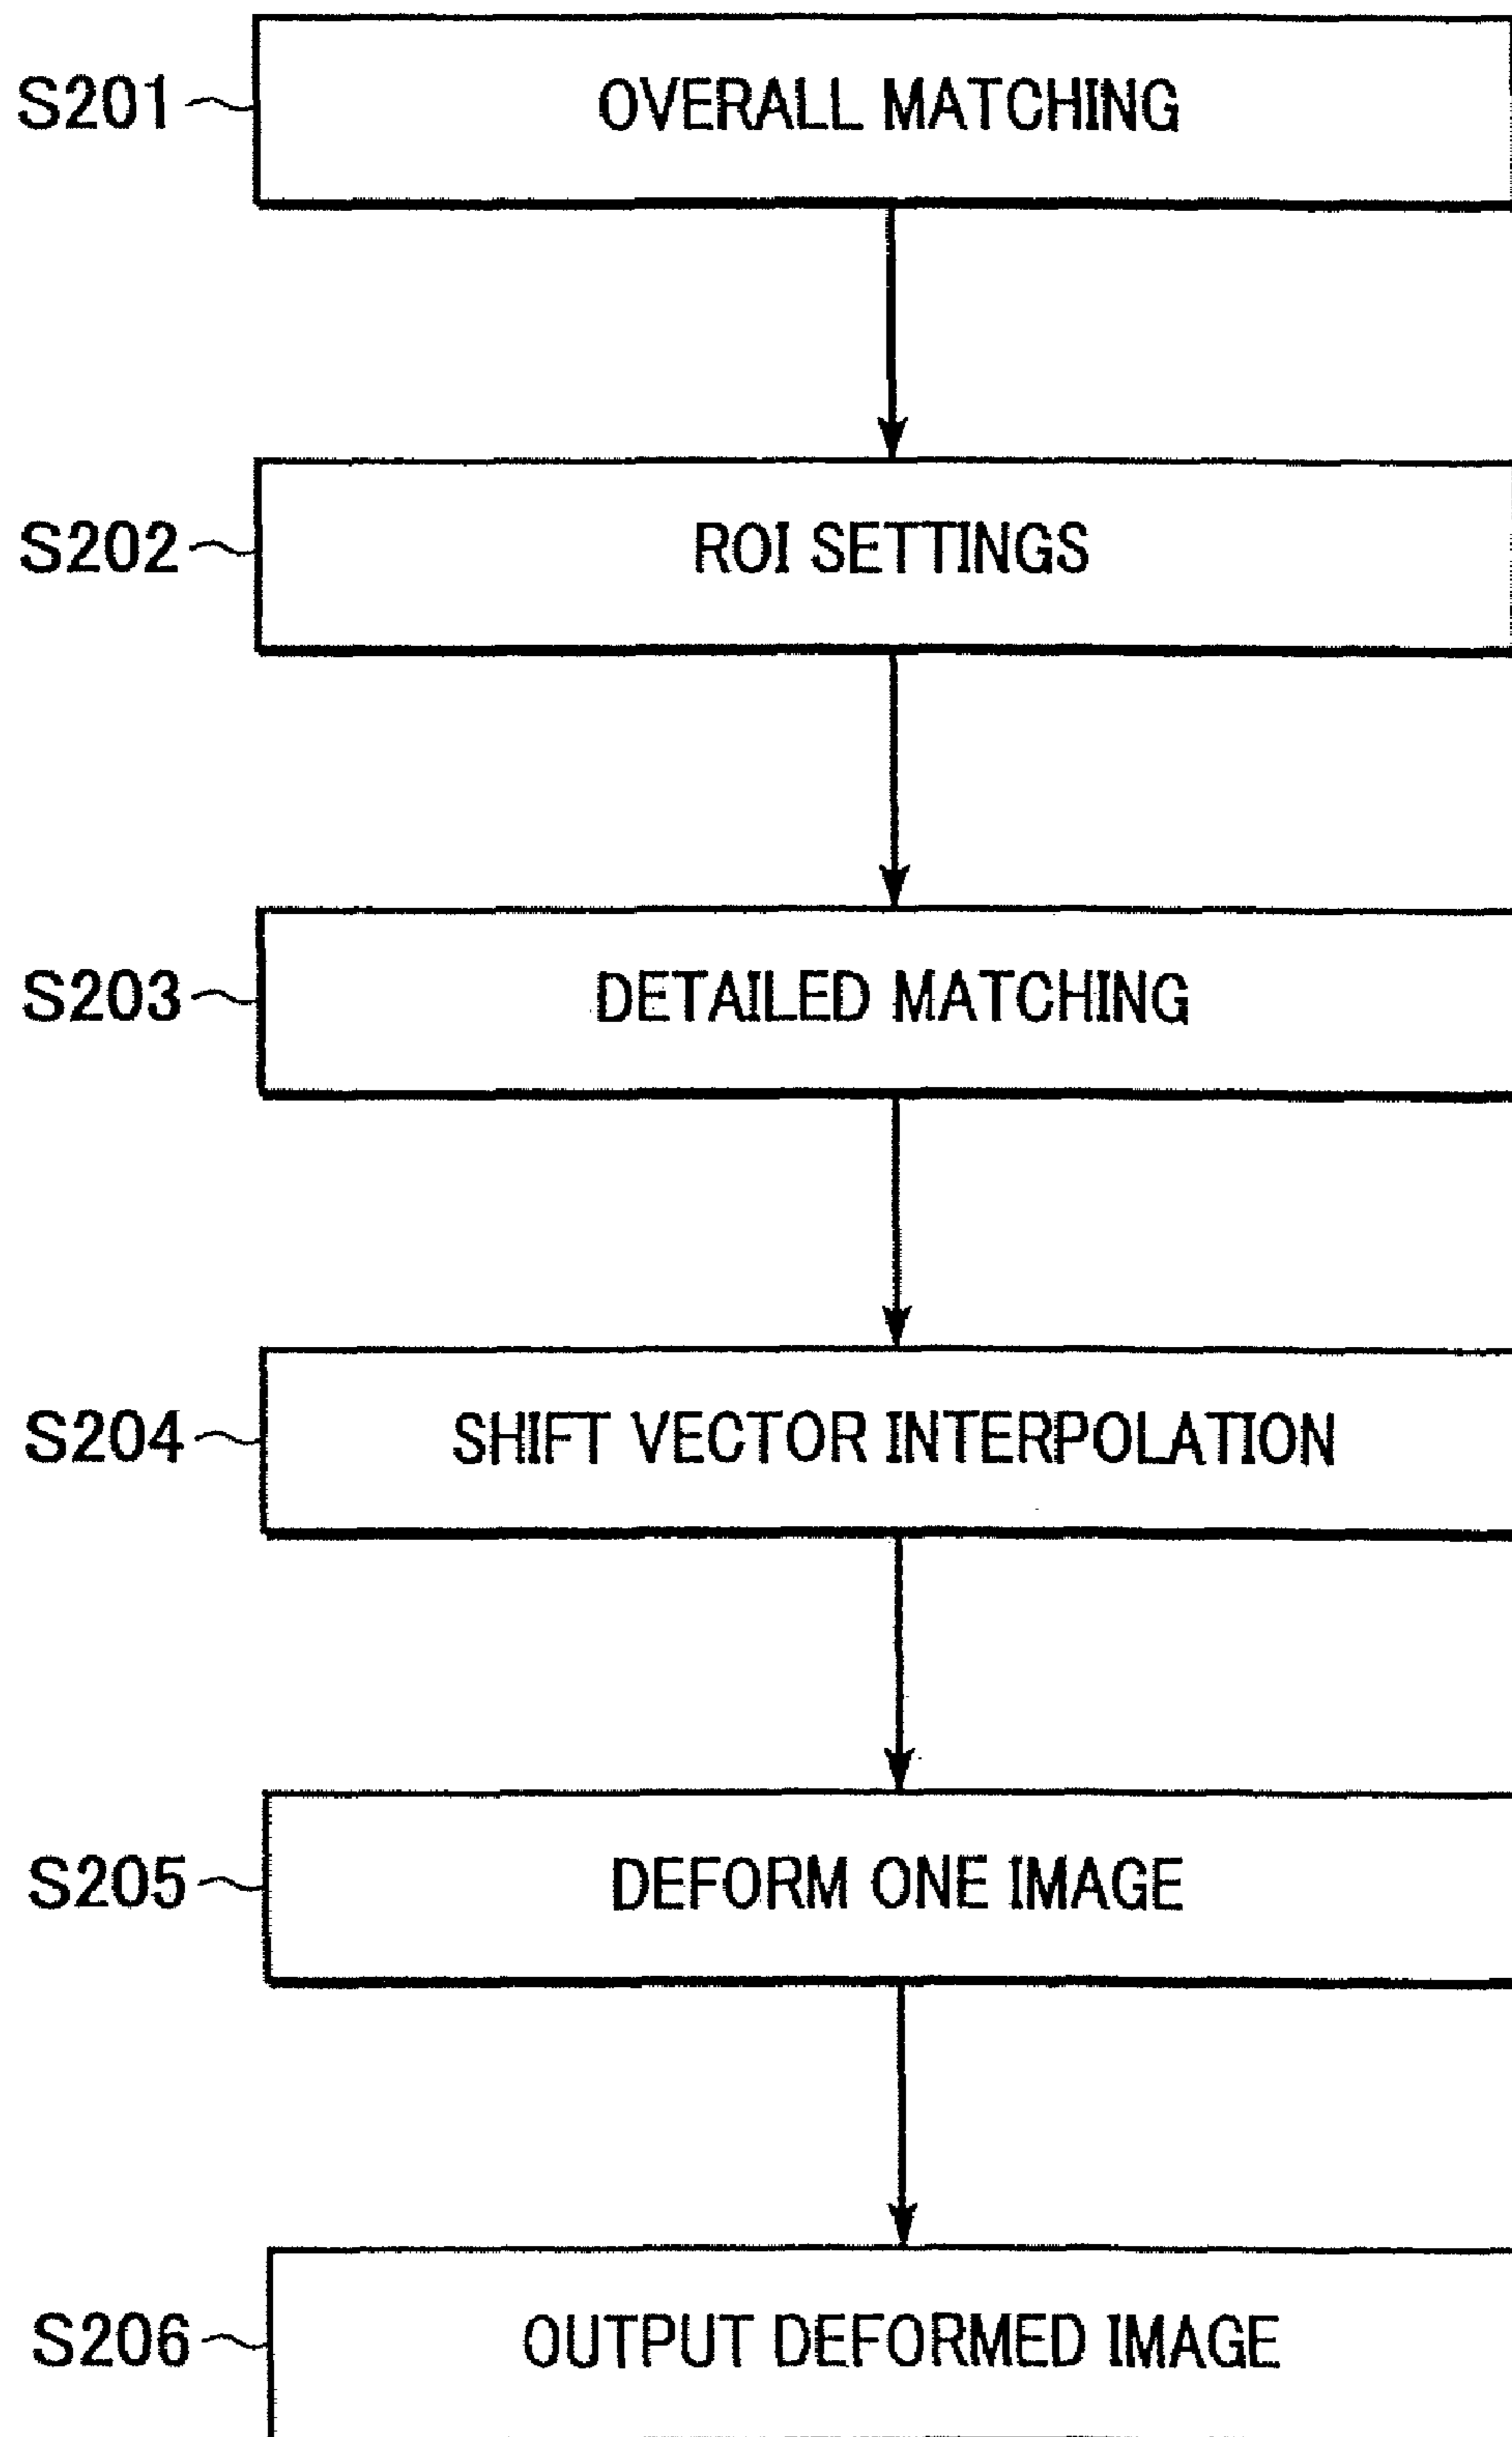 S201 OVERALL MATCHING
S202 ROI SETTINGS
S203 DETAILED MATCHING
S204 SHIFT VECTOR INTERPOLATION
S205 DEFORM ONE IMAGE
S206 OUTPUT DEFORMED IMAGE